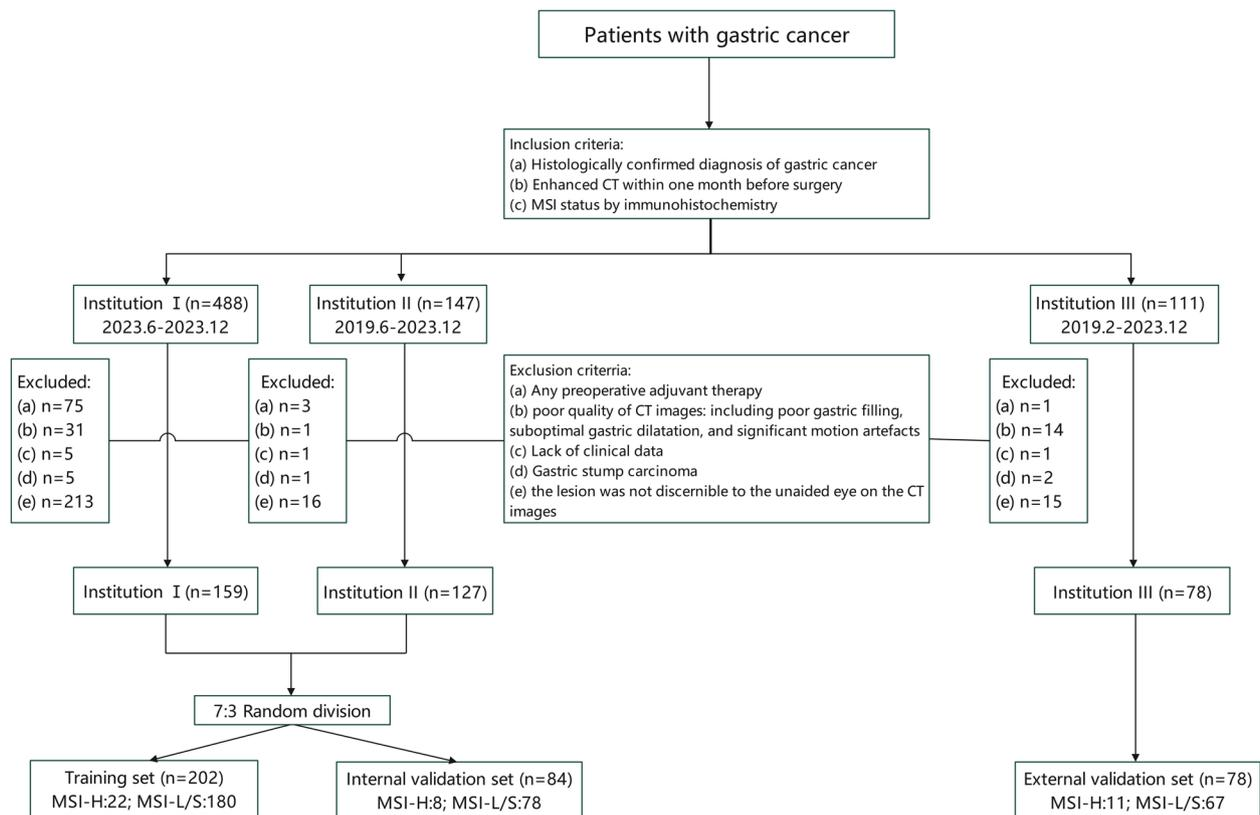 Patients with gastric cancer
Inclusion criteria:
(a) Histologically confirmed diagnosis of gastric cancer
(b) Enhanced CT within one month before surgery
(c) MSI status by immunohistochemistry
Institution I (n=488)
2023.6-2023.12
Institution II (n=147)
2019.6-2023.12
Institution III (n=111)
2019.2-2023.12
Excluded:
(a) n=75
(b) n=31
(c) n=5
(d) n=5
(e) n=213
Excluded:
(a) n=3
(b) n=1
(c) n=1
(d) n=1
(e) n=16
Exclusion criterria:
(a) Any preoperative adjuvant therapy
(b) poor quality of CT images: including poor gastric filling,
suboptimal gastric dilatation, and significant motion artefacts
(c) Lack of clinical data
(d) Gastric stump carcinoma
(e) the lesion was not discernible to the unaided eye on the CT
images
Excluded:
(a) n=1
(b) n=14
(c) n=1
(d) n=2
(e) n=15
Institution I (n=159)
Institution II (n=127)
Institution III (n=78)
7:3 Random division
Training set (n=202)
MSI-H:22; MSI-L/S:180
Internal validation set (n=84)
MSI-H:8; MSI-L/S:78
External validation set (n=78)
MSI-H:11; MSI-L/S:67